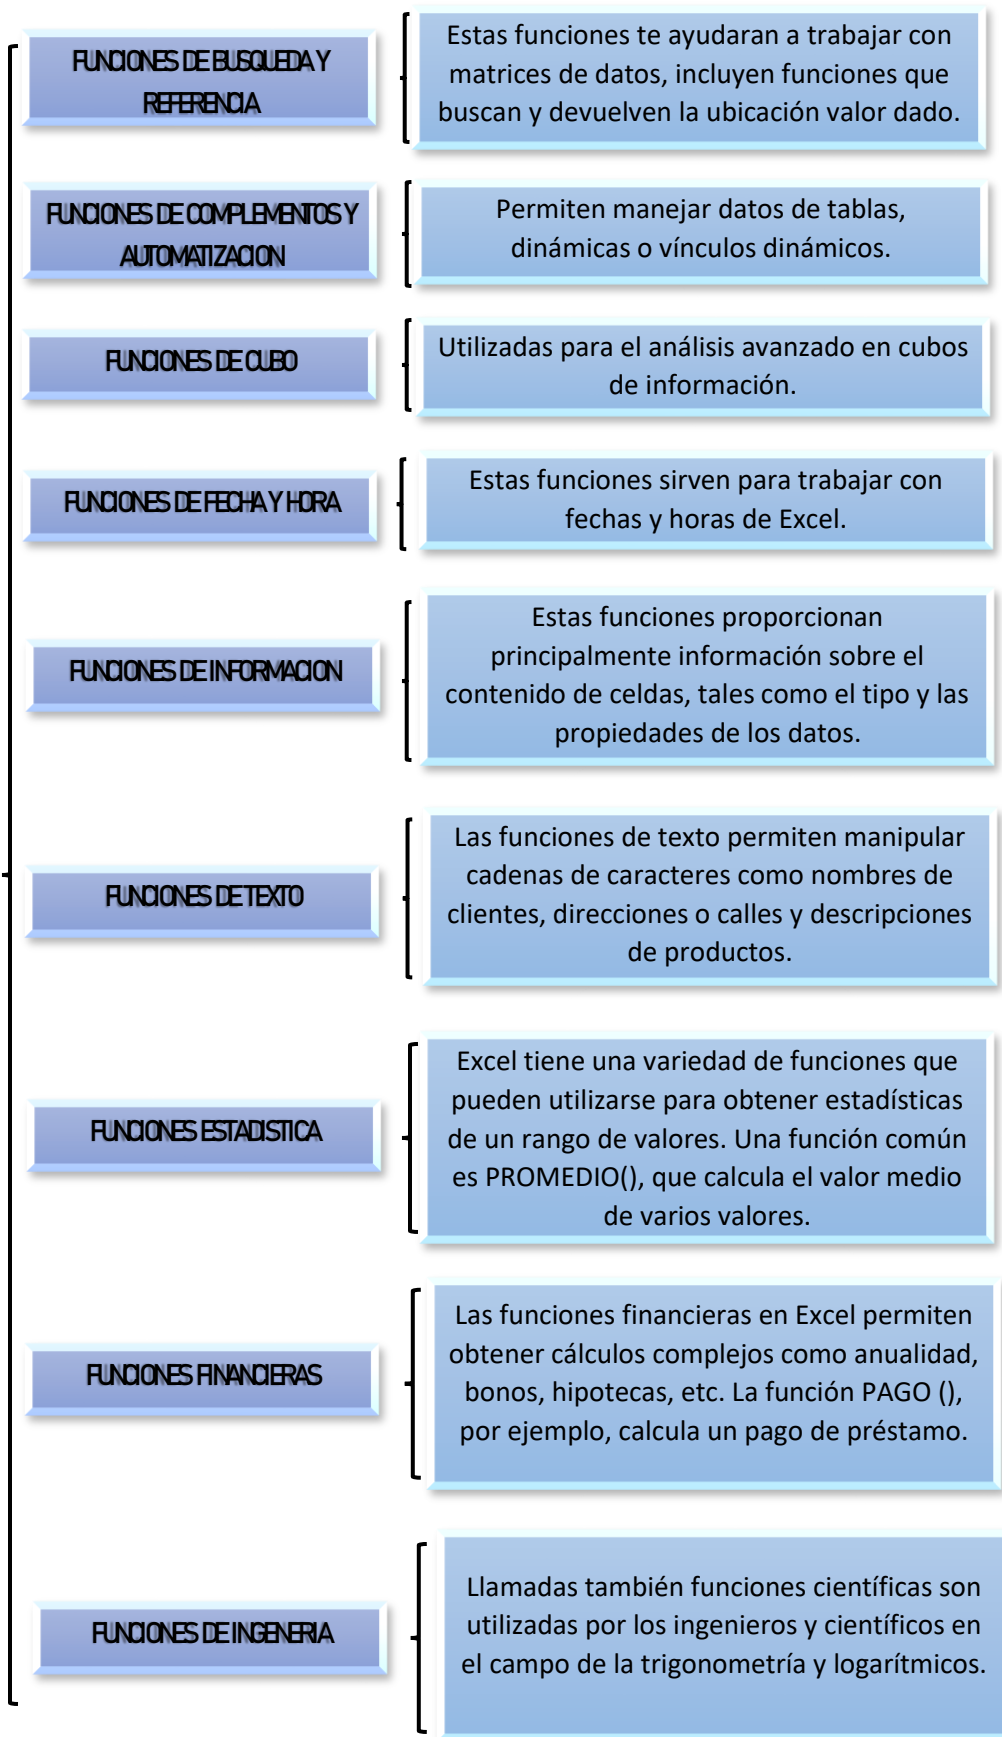 FUNCIONES DE BUSQUEDA Y
REFERENCIA
Estas funciones te ayudaran a trabajar con
matrices de datos, incluyen funciones que
buscan y devuelven la ubicación valor dado.
FUNCIONES DE COMPLEMENTOS Y
AUTOMATIZACION
Permiten manejar datos de tablas,
dinámicas o vínculos dinámicos.
FUNCIONES DE CUBO
Utilizadas para el análisis avanzado en cubos
de información.
FUNCIONES DE FECHA Y HORA
Estas funciones sirven para trabajar con
fechas y horas de Excel.
FUNCIONES DE INFORMACION
Estas funciones proporcionan
principalmente información sobre el
contenido de celdas, tales como el tipo y las
propiedades de los datos.
FUNCIONES DE TEXTO
Las funciones de texto permiten manipular
cadenas de caracteres como nombres de
clientes, direcciones o calles y descripciones
de productos.
FUNCIONES ESTADISTICA
Excel tiene una variedad de funciones que
pueden utilizarse para obtener estadísticas
de un rango de valores. Una función común
es PROMEDIO(), que calcula el valor medio
de varios valores.
FUNCIONES FINANCIERAS
Las funciones financieras en Excel permiten
obtener cálculos complejos como anualidad,
bonos, hipotecas, etc. La función PAGO (),
por ejemplo, calcula un pago de préstamo.
FUNCIONES DE INGENERIA
Llamadas también funciones científicas son
utilizadas por los ingenieros y científicos en
el campo de la trigonometría y logarítmicos.